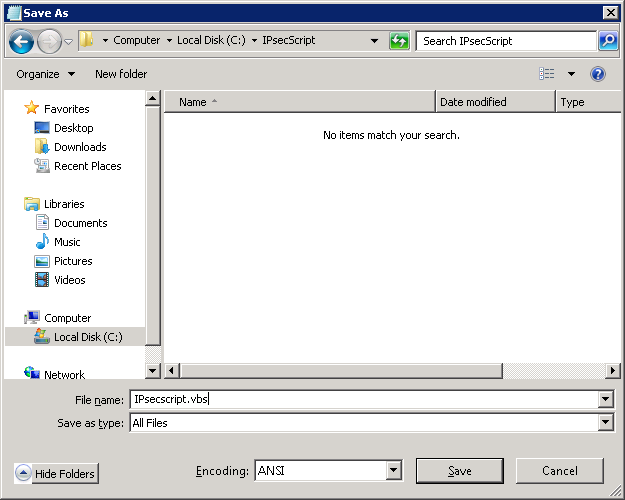 Save As
Computer Local Disk (C:) IPsecScript Search IPsecScript
Organize New folder
Name Date modified Type
No items match your search.
Favorites
Desktop
Downloads
Recent Places
Libraries
Documents
Music
Pictures
Videos
Computer
Local Disk (C:)
Network
File name: IPsecscript.vbs
Save as type: All Files
Hide Folders Encoding: ANSI Save Cancel